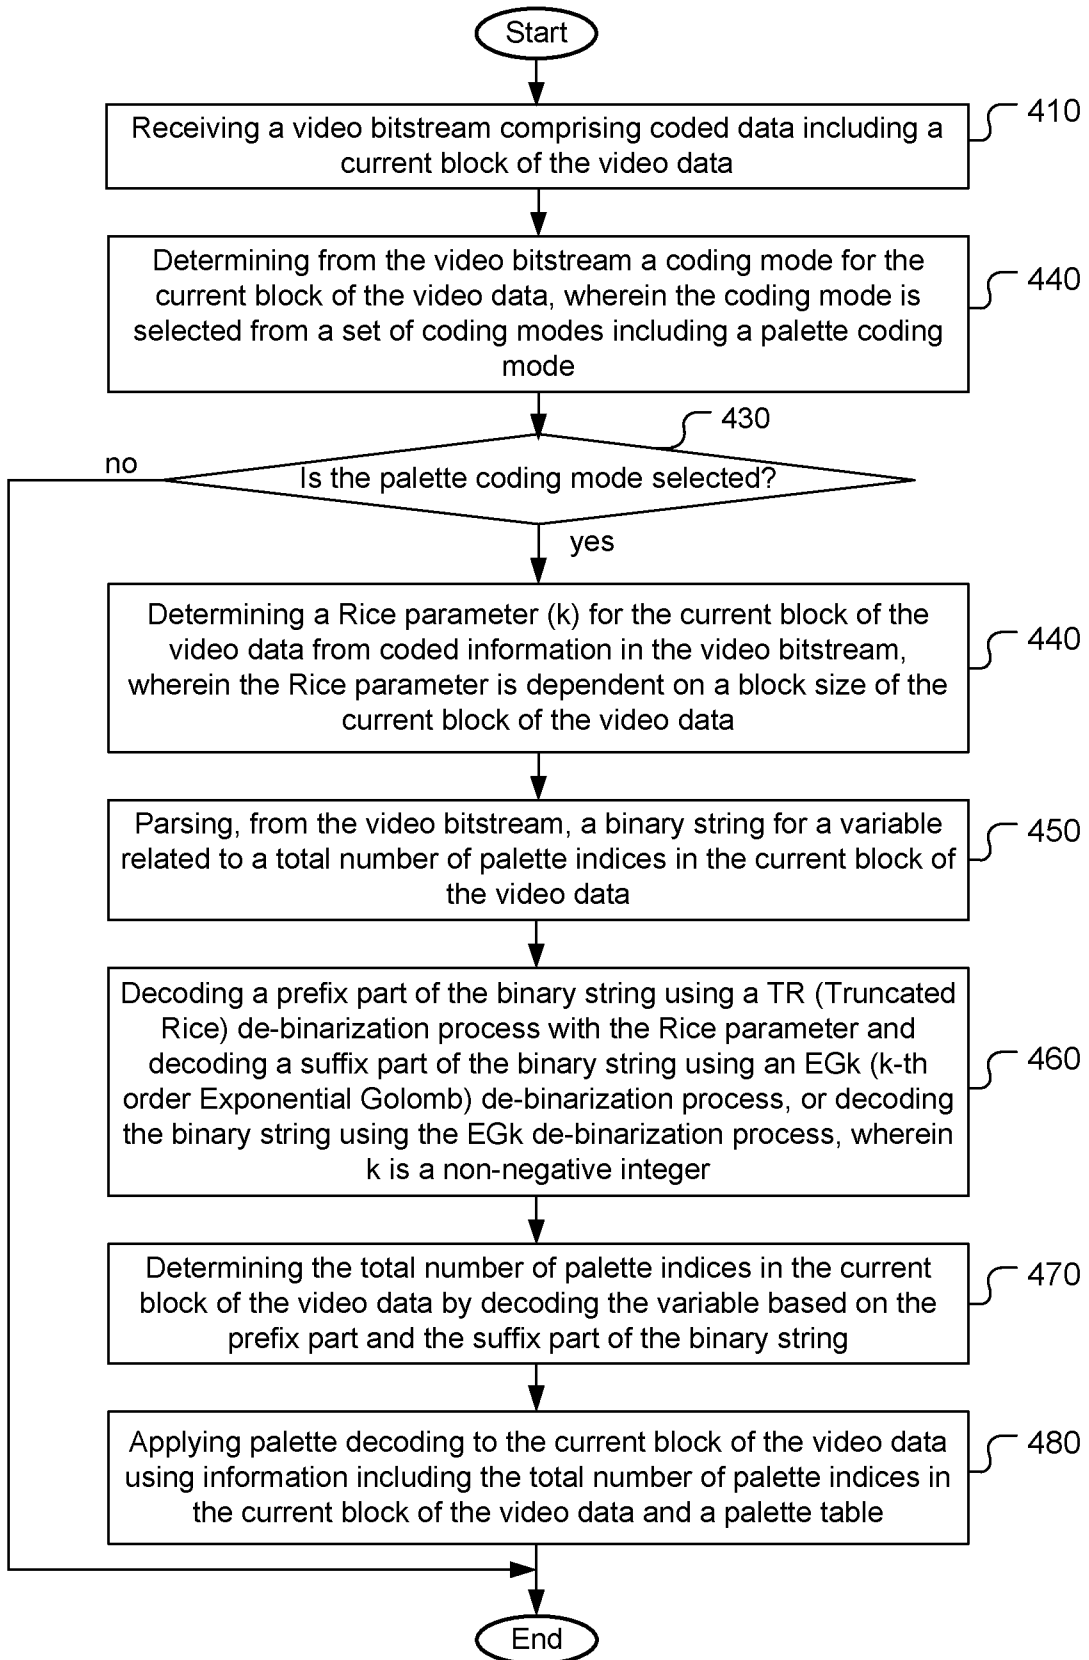 Start
Receiving a video bitstream comprising coded data including a
current block of the video data
410
Determining from the video bitstream a coding mode for the
current block of the video data, wherein the coding mode is
selected from a set of coding modes including a palette coding
mode
440
430
no
Is the palette coding mode selected?
yes
Determining a Rice parameter (k) for the current block of the
video data from coded information in the video bitstream,
wherein the Rice parameter is dependent on a block size of the
current block of the video data
440
Parsing, from the video bitstream, a binary string for a variable
related to a total number of palette indices in the current block of
the video data
450
Decoding a prefix part of the binary string using a TR (Truncated
Rice) de-binarization process with the Rice parameter and
decoding a suffix part of the binary string using an EGk (k-th
order Exponential Golomb) de-binarization process, or decoding
the binary string using the EGk de-binarization process, wherein
k is a non-negative integer
460
Determining the total number of palette indices in the current
block of the video data by decoding the variable based on the
prefix part and the suffix part of the binary string
470
Applying palette decoding to the current block of the video data
using information including the total number of palette indices in
the current block of the video data and a palette table
480
End